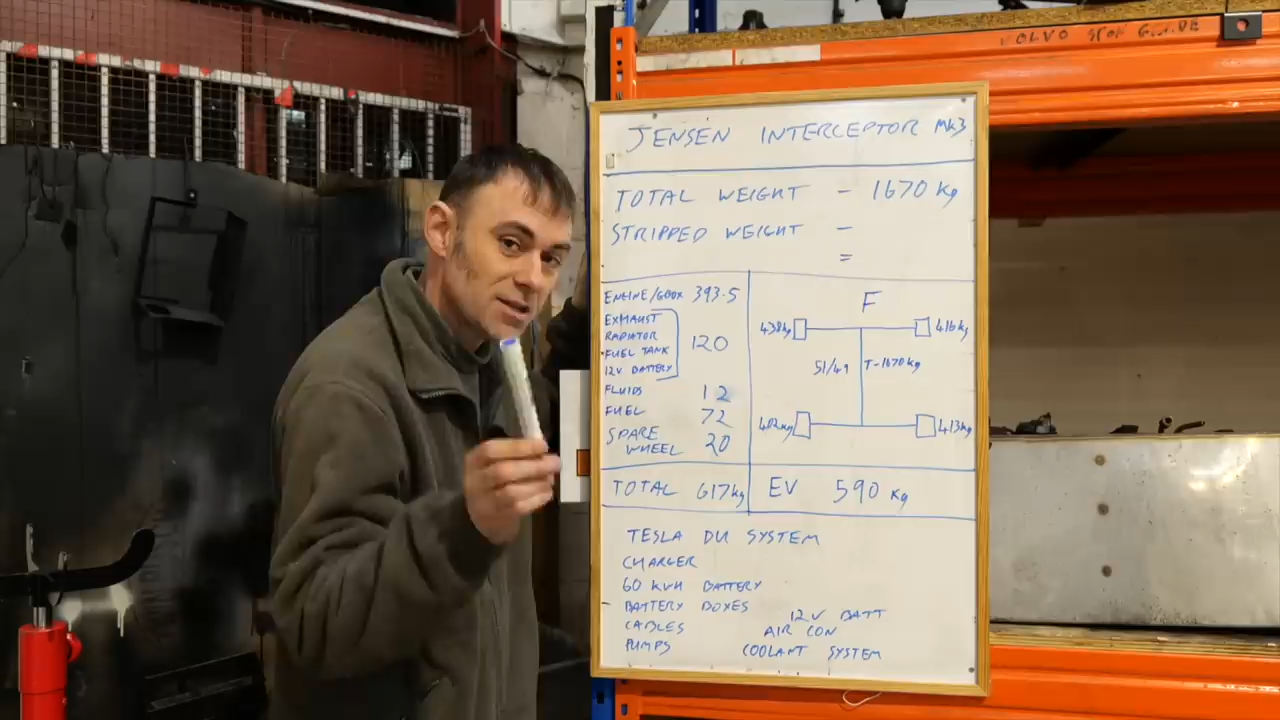 VOLVO STOP GUIDE
JENSEN INTERCEPTOR MK3
TOTAL WEIGHT - 1670 kg
STRIPPED WEIGHT -
=
ENGINE/GBOX 393.5
EXHAUST
RADIATOR
FUEL TANK
12V BATTERY
120
FLUIDS 12
FUEL 72
SPARE
WHEEL 20
TOTAL 617kg
F
438kg 416kg
51/49 T-1670kg
402kg 413kg
EV 590 kg
TESLA DU SYSTEM
CHARGER
60 KWH BATTERY
BATTERY BOXES
CABLES
PUMPS
12V BATT
AIR CON
COOLANT SYSTEM